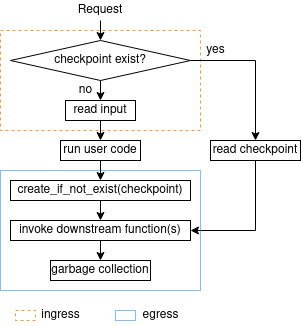 Request
checkpoint exist?
yes
no
read input
run user code
read checkpoint
create_if_not_exist(checkpoint)
invoke downstream function(s)
garbage collection
ingress
egress